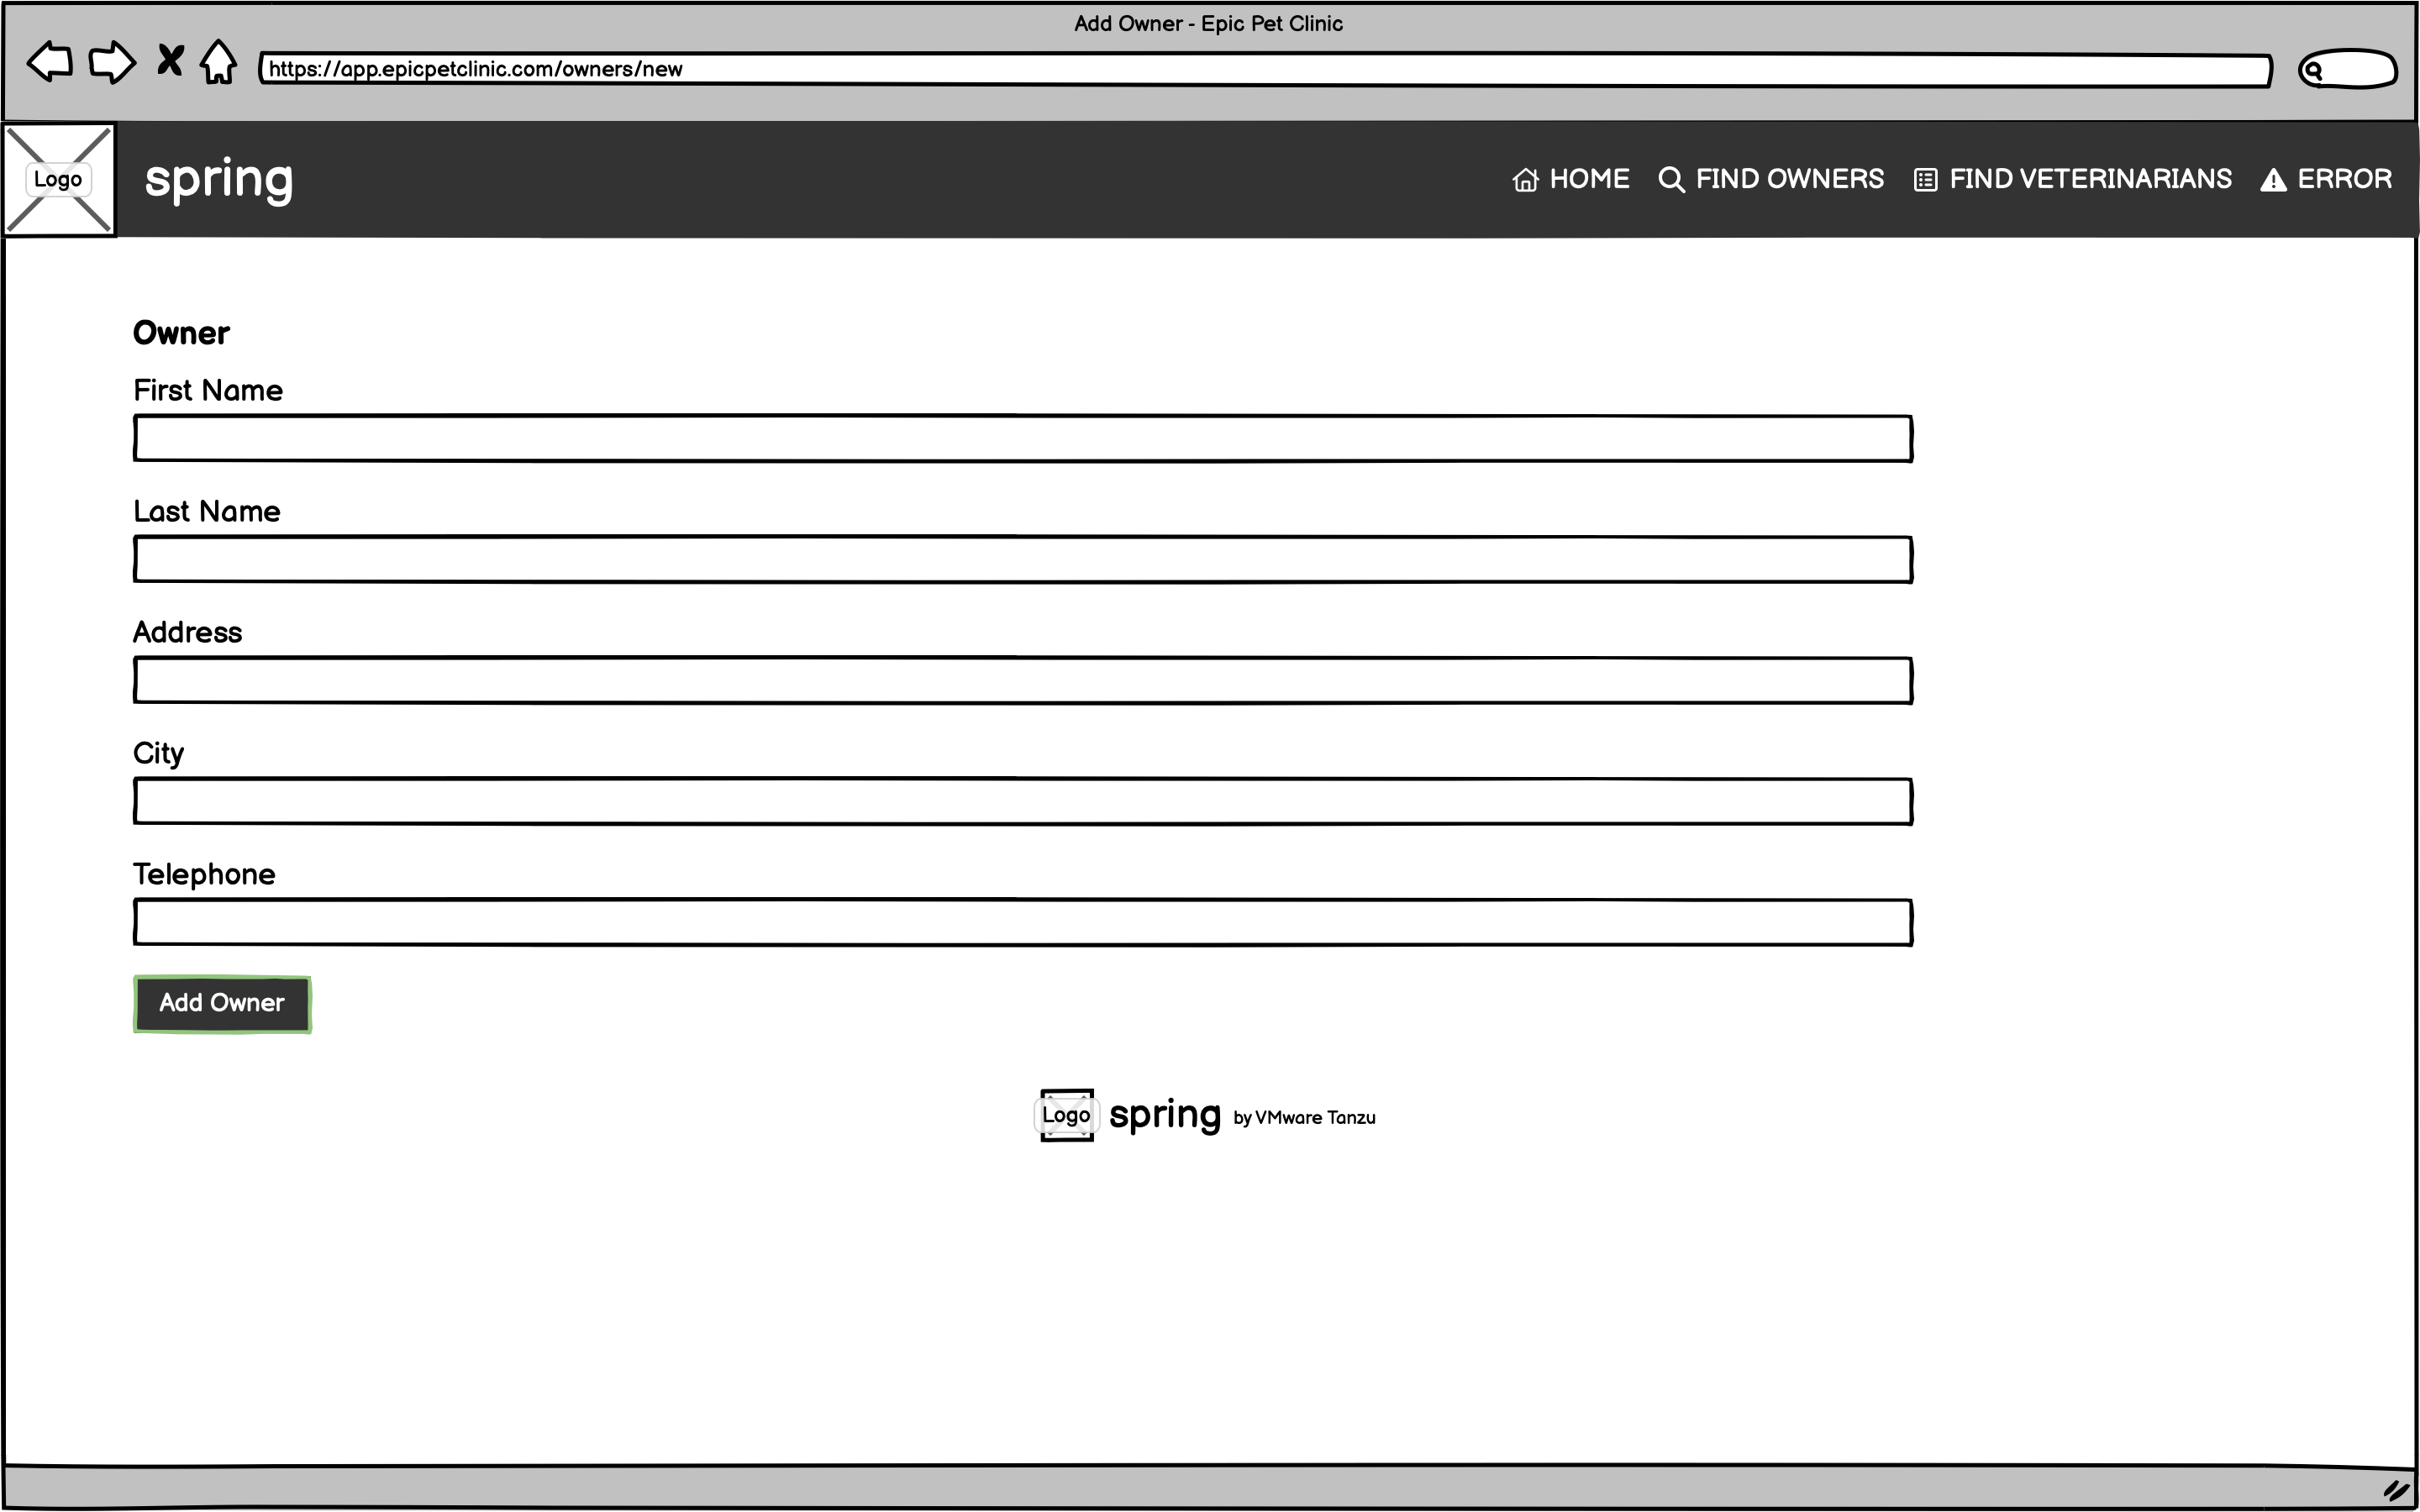 Add Owner - Epic Pet Clinic
https://app.epicpetclinic.com/owners/new
Logo
spring
HOME
FIND OWNERS
FIND VETERINARIANS
ERROR
Owner
First Name
Last Name
Address
City
Telephone
Add Owner
Logo
spring by VMware Tanzu